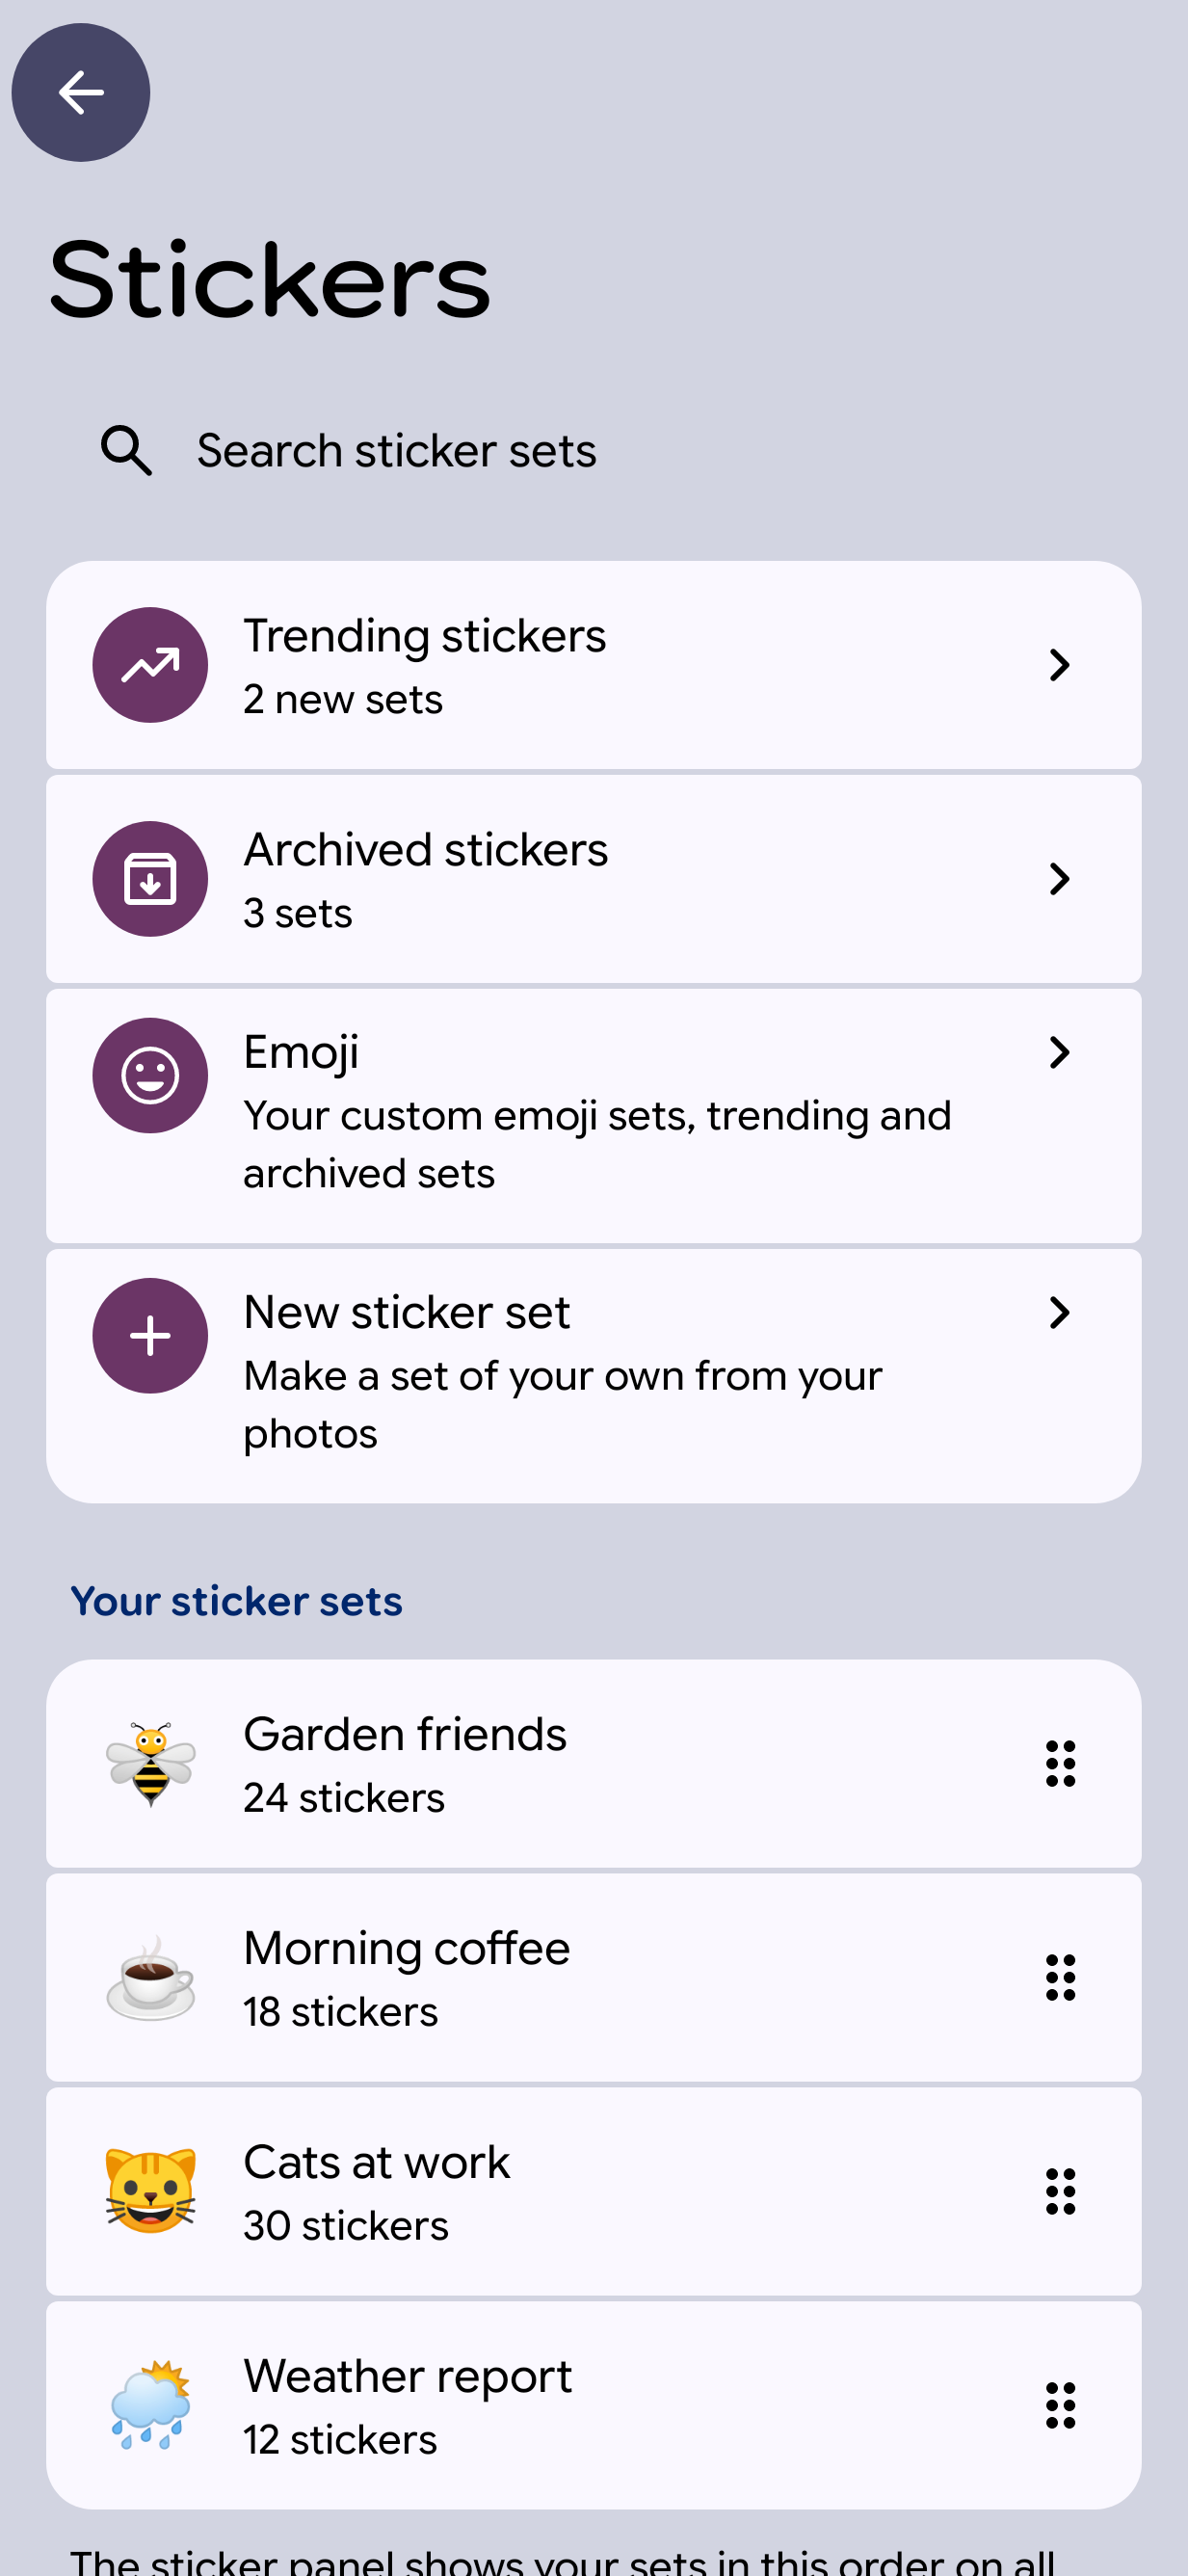 Stickers
Search sticker sets
Trending stickers
2 new sets
Archived stickers
3 sets
Emoji
Your custom emoji sets, trending and
archived sets
New sticker set
Make a set of your own from your
photos
Your sticker sets
Garden friends
24 stickers
Morning coffee
18 stickers
Cats at work
30 stickers
Weather report
12 stickers
The sticker panel shows your sets in this order on all